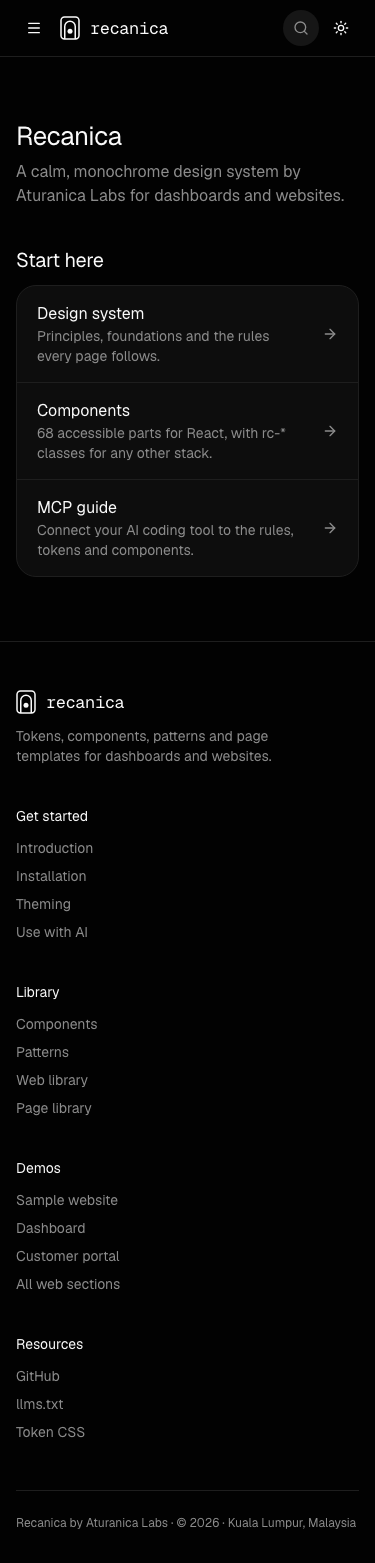 recanica
Recanica
A calm, monochrome design system by
Aturanica Labs for dashboards and websites.
Start here
Design system
Principles, foundations and the rules
every page follows.
Components
68 accessible parts for React, with rc-*
classes for any other stack.
MCP guide
Connect your AI coding tool to the rules,
tokens and components.
recanica
Tokens, components, patterns and page
templates for dashboards and websites.
Get started
Introduction
Installation
Theming
Use with AI
Library
Components
Patterns
Web library
Page library
Demos
Sample website
Dashboard
Customer portal
All web sections
Resources
GitHub
llms.txt
Token CSS
Recanica by Aturanica Labs · © 2026 · Kuala Lumpur, Malaysia